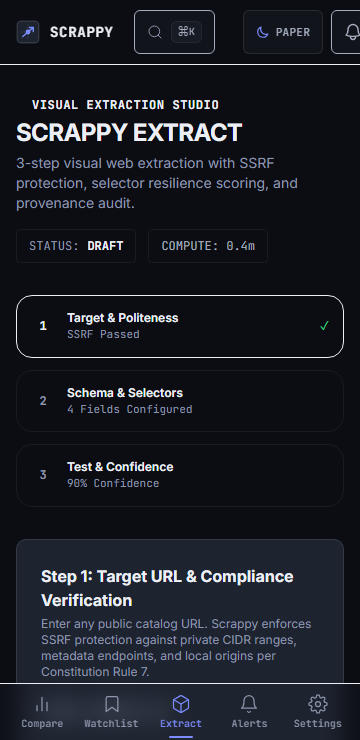 SCRAPPY
⌘K
PAPER
VISUAL EXTRACTION STUDIO
SCRAPPY EXTRACT
3-step visual web extraction with SSRF
protection, selector resilience scoring, and
provenance audit.
STATUS: DRAFT
COMPUTE: 0.4m
1
Target & Politeness
SSRF Passed
✓
2
Schema & Selectors
4 Fields Configured
3
Test & Confidence
90% Confidence
Step 1: Target URL & Compliance
Verification
Enter any public catalog URL. Scrappy enforces
SSRF protection against private CIDR ranges,
metadata endpoints, and local origins per
Constitution Rule 7.
Compare
Watchlist
Extract
Alerts
Settings